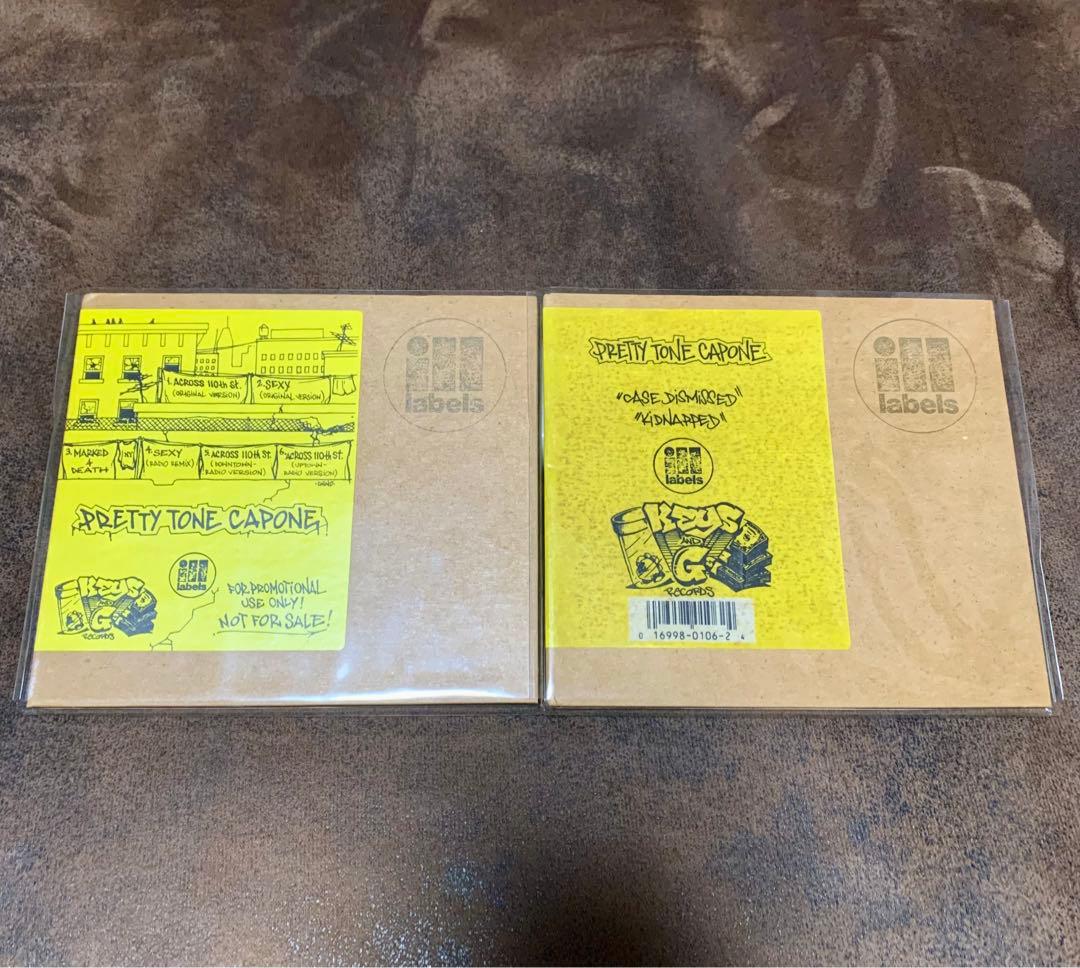 1. ACROSS 110th St.
(ORIGINAL VERSION)
2. SEXY
(ORIGINAL VERSION)
3. MARKED
4
DEATH
NY
4. SEXY
(RADIO REMIX)
5. ACROSS 110th ST.
(DOWNTOWN-
RADIO VERSION)
6. ACROSS 110th ST.
(UPTOWN-
RADIO VERSION)
PRETTY TONE CAPONE
KEYS
AND
G
RECORDS
ill
labels
FOR PROMOTIONAL
USE ONLY!
NOT FOR SALE!
ill
labels
PRETTY TONE CAPONE
"CASE DISMISSED"
"KIDNAPPED"
ill
labels
KEYS
AND
G
RECORDS
0 16998-0106-2 4
ill
labels